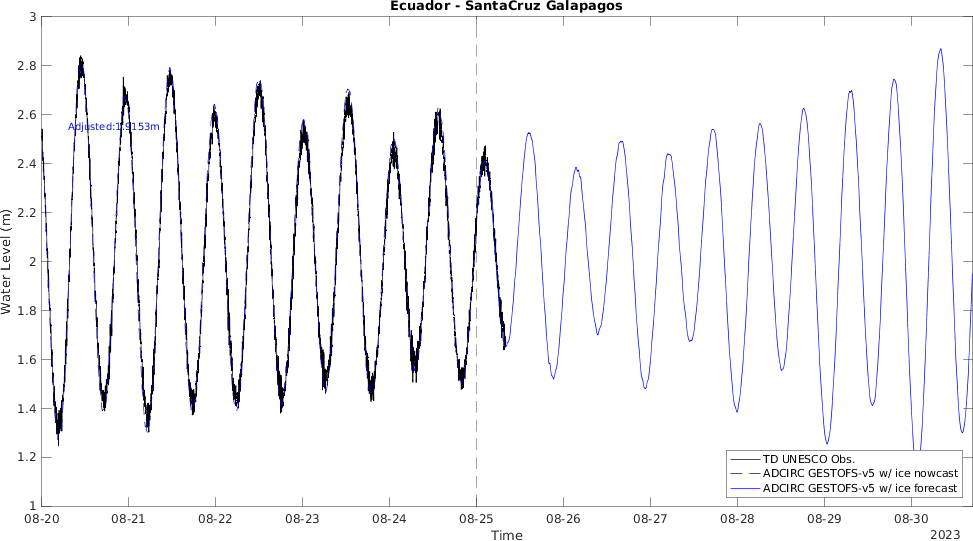 Ecuador - SantaCruz Galapagos
3
2.8
2.6
2.4
2.2
2
1.8
1.6
1.4
1.2
1
Water Level (m)
Adjusted:1.9153m
TD UNESCO Obs.
ADCIRC GESTOFS-v5 w/ ice nowcast
ADCIRC GESTOFS-v5 w/ ice forecast
08-20 08-21 08-22 08-23 08-24 08-25 08-26 08-27 08-28 08-29 08-30
Time
2023